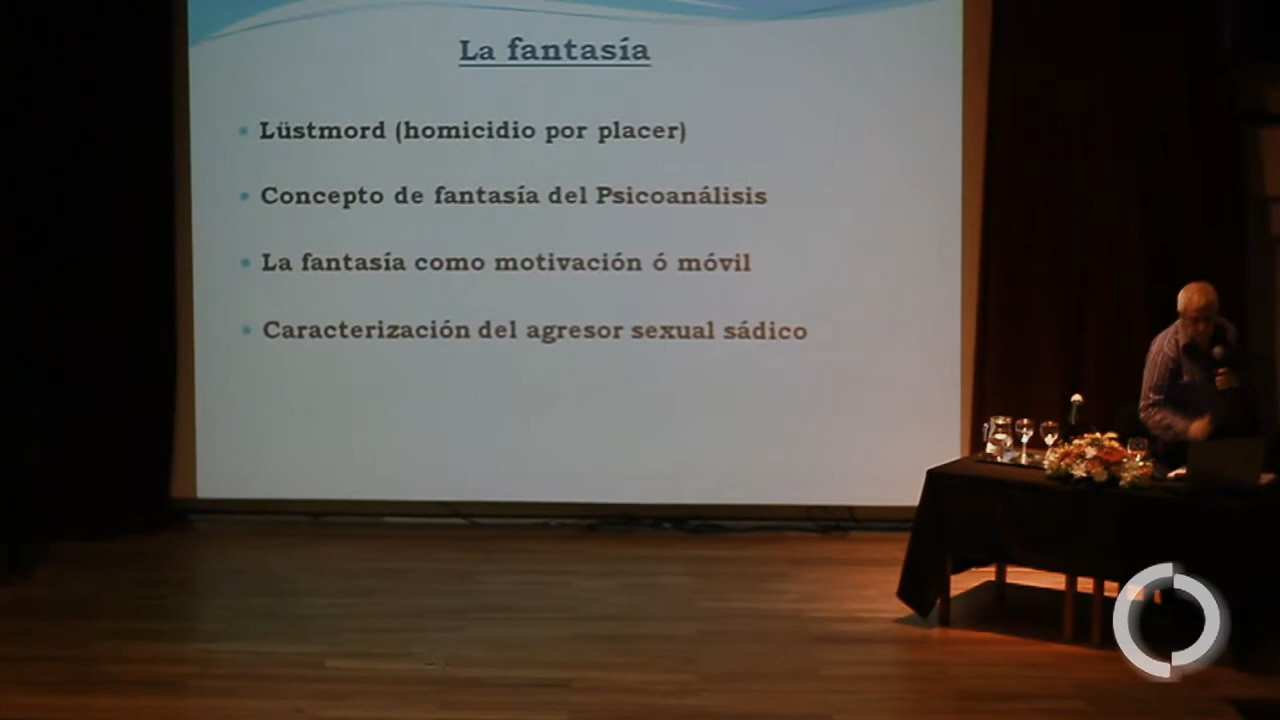 La fantasía
Lüstmord (homicidio por placer)
Concepto de fantasía del Psicoanálisis
La fantasía como motivación ó móvil
Caracterización del agresor sexual sádico